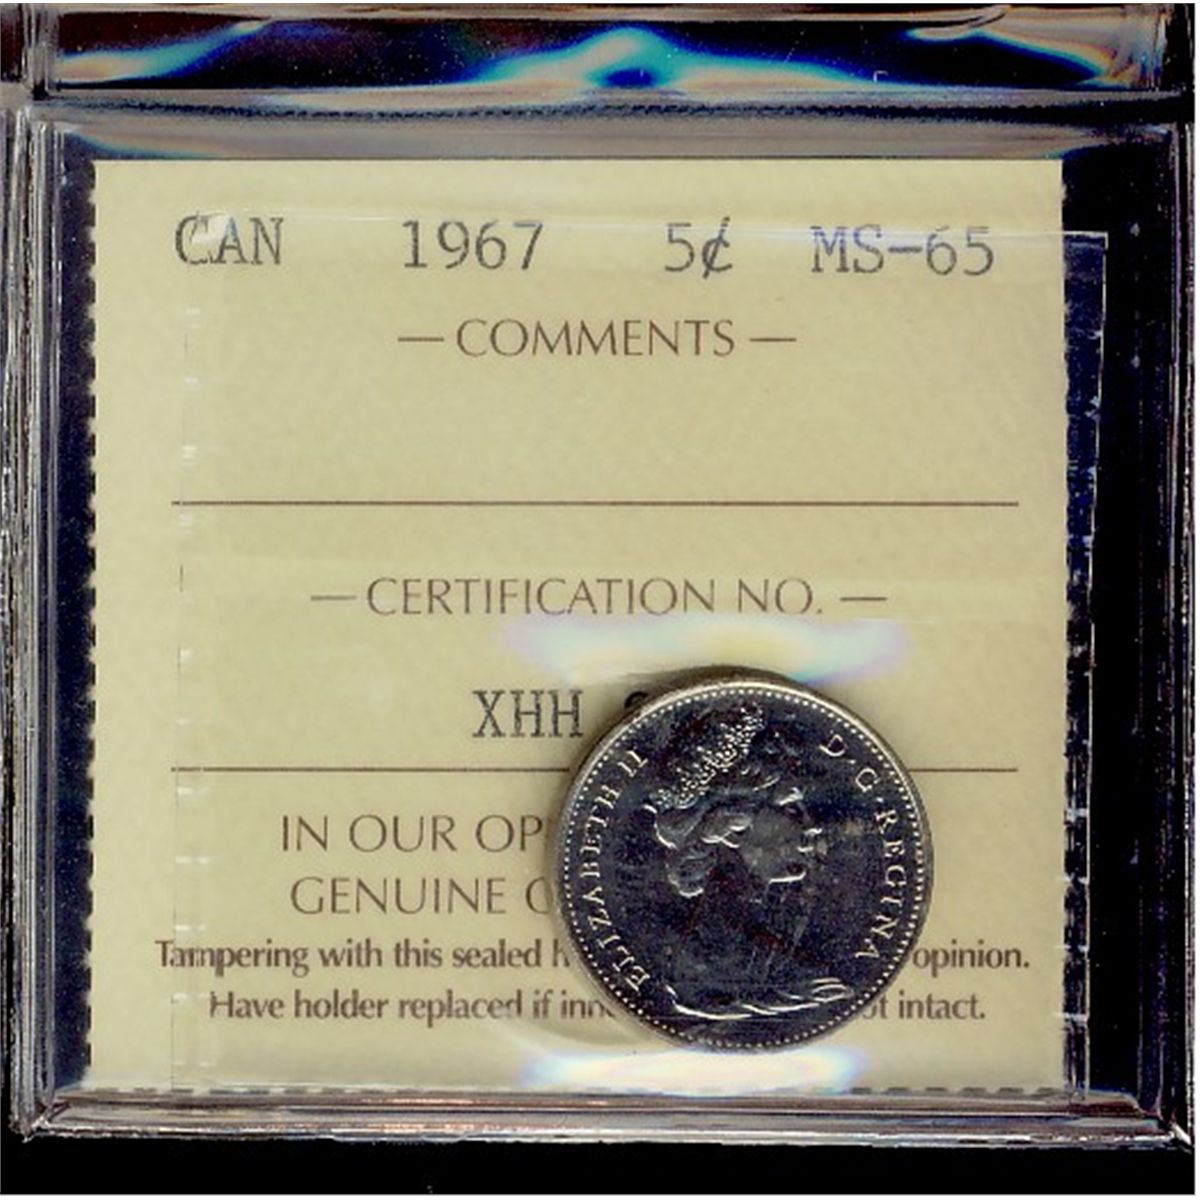 CAN 1967 5¢ MS-65
— COMMENTS —
— CERTIFICATION NO. —
XHH
IN OUR OP
GENUINE
Tampering with this sealed h opinion.
Have holder replaced if inn ot intact.
ELIZABETH II D·G·REGINA